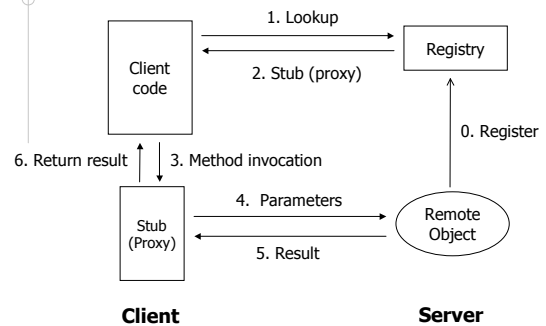 1. Lookup
Client
code
Registry
2. Stub (proxy)
0. Register
6. Return result
3. Method invocation
4. Parameters
Stub
(Proxy)
Remote
Object
5. Result
Client
Server